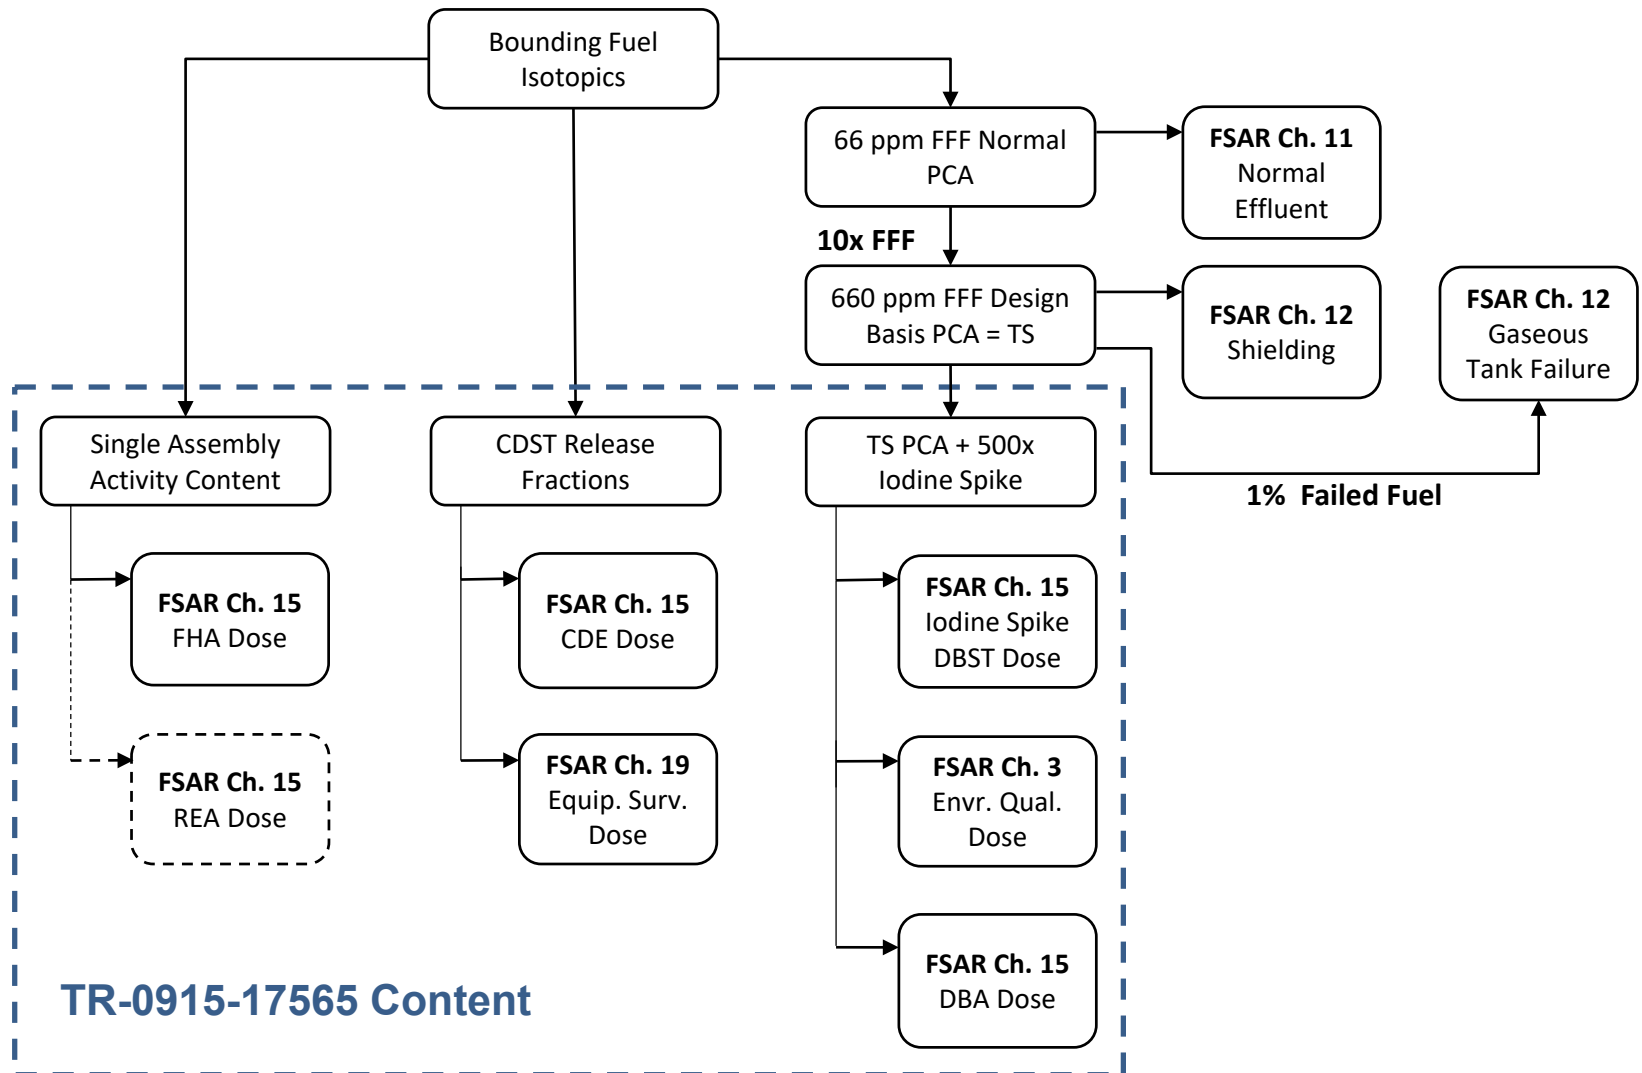 Bounding Fuel
Isotopics
66 ppm FFF Normal
PCA
FSAR Ch. 11
Normal
Effluent
10x FFF
660 ppm FFF Design
Basis PCA = TS
FSAR Ch. 12
Shielding
FSAR Ch. 12
Gaseous
Tank Failure
1% Failed Fuel
Single Assembly
Activity Content
CDST Release
Fractions
TS PCA + 500x
Iodine Spike
FSAR Ch. 15
FHA Dose
FSAR Ch. 15
CDE Dose
FSAR Ch. 15
Iodine Spike
DBST Dose
FSAR Ch. 15
REA Dose
FSAR Ch. 19
Equip. Surv.
Dose
FSAR Ch. 3
Envr. Qual.
Dose
FSAR Ch. 15
DBA Dose
TR-0915-17565 Content